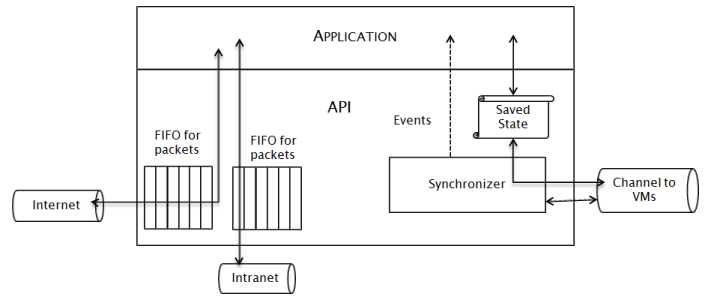 APPLICATION
API
Saved
State
Events
FIFO for
packets
FIFO for
packets
Synchronizer
Channel to
VMs
Internet
Intranet